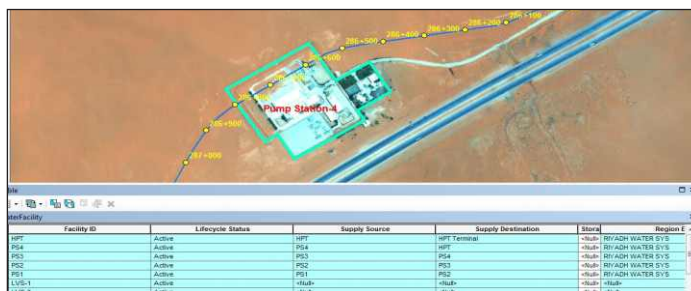 286+100
286+200
286+300
286+400
286+500
286+600
Pump Station-4
286+900
287+000
ble
aterFacility
Facility ID Lifecycle Status Supply Source Supply Destination Stora Region E
HPT Active HPT HPT Terminal <Null> RIYADH WATER SYS
PS4 Active PS4 HPT <Null> RIYADH WATER SYS
PS3 Active PS3 PS4 <Null> RIYADH WATER SYS
PS2 Active PS2 PS3 <Null> RIYADH WATER SYS
PS1 Active PS1 PS2 <Null> RIYADH WATER SYS
LVS-1 Active <Null> <Null> <Null> <Null>